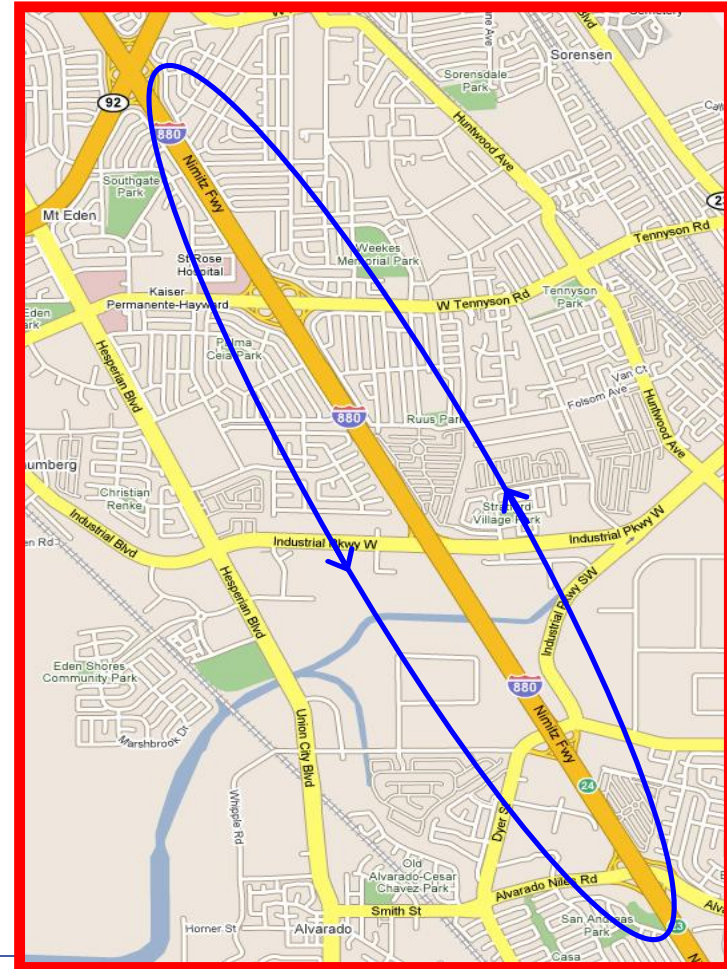 Sorensen
Sorensdale
Park
Huntwood Ave
92
880
Nimitz Fwy
Southgate
Park
Mt Eden
Tennyson Rd
Weekes
Memorial Park
St Rose
Hospital
Kaiser
Permanente-Hayward
W Tennyson Rd
Tennyson
Park
Eden
Palma
Ceia Park
Hesperian Blvd
Van Ct
Folsom Ave
Huntwood Ave
880
Ruus Park
Christian
Renke
Stratford
Village Park
Industrial Blvd
Industrial Pkwy W
Industrial Pkwy W
Hesperian Blvd
Industrial Pkwy SW
Eden Shores
Community Park
880
Nimitz Fwy
Union City Blvd
Marshbrook Dr
24
Whipple Rd
Dyer St
Old
Alvarado-Cesar
Chavez Park
Alvarado Niles Rd
Smith St
Horner St
Alvarado
San Andreas
Park
23
Casa